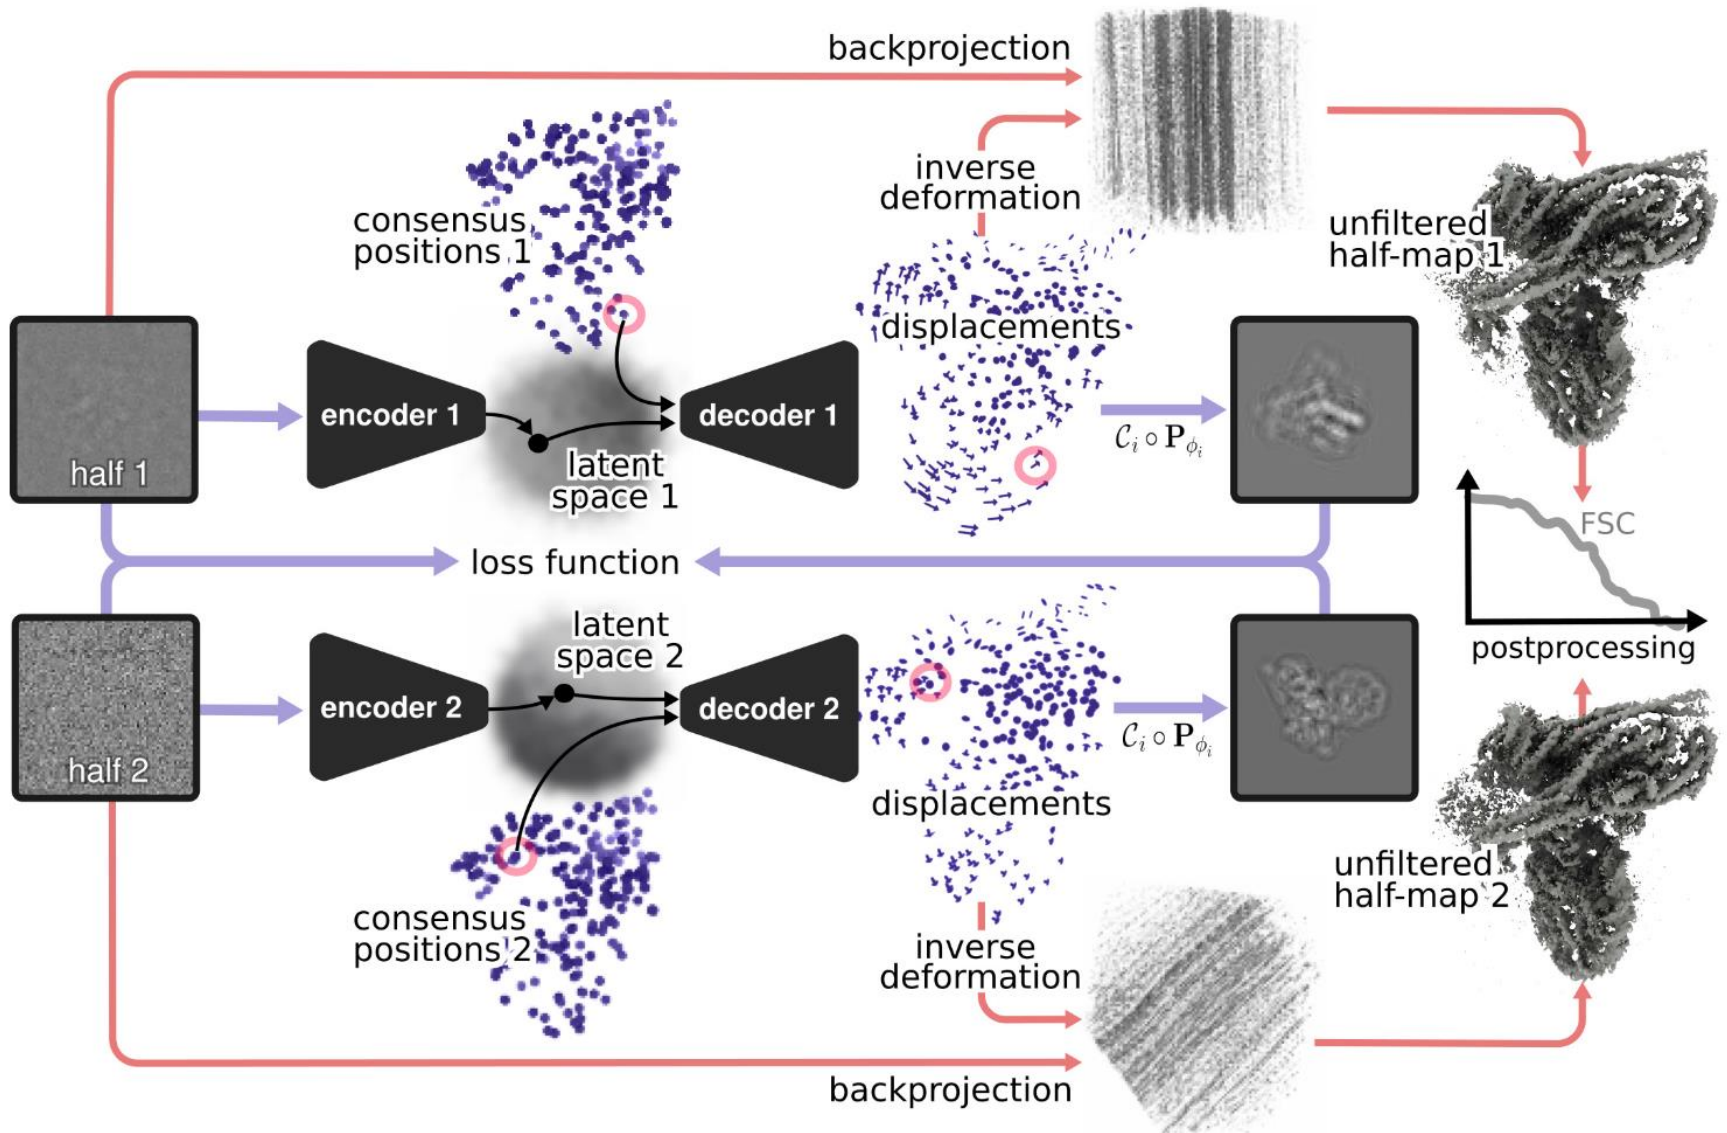 backprojection
inverse
deformation
consensus
positions 1
unfiltered
half-map 1
displacements
half 1
encoder 1
decoder 1
latent
space 1
𝒞ᵢ ∘ 𝐏_ϕᵢ
FSC
loss function
postprocessing
latent
space 2
half 2
encoder 2
decoder 2
𝒞ᵢ ∘ 𝐏_ϕᵢ
displacements
unfiltered
half-map 2
consensus
positions 2
inverse
deformation
backprojection